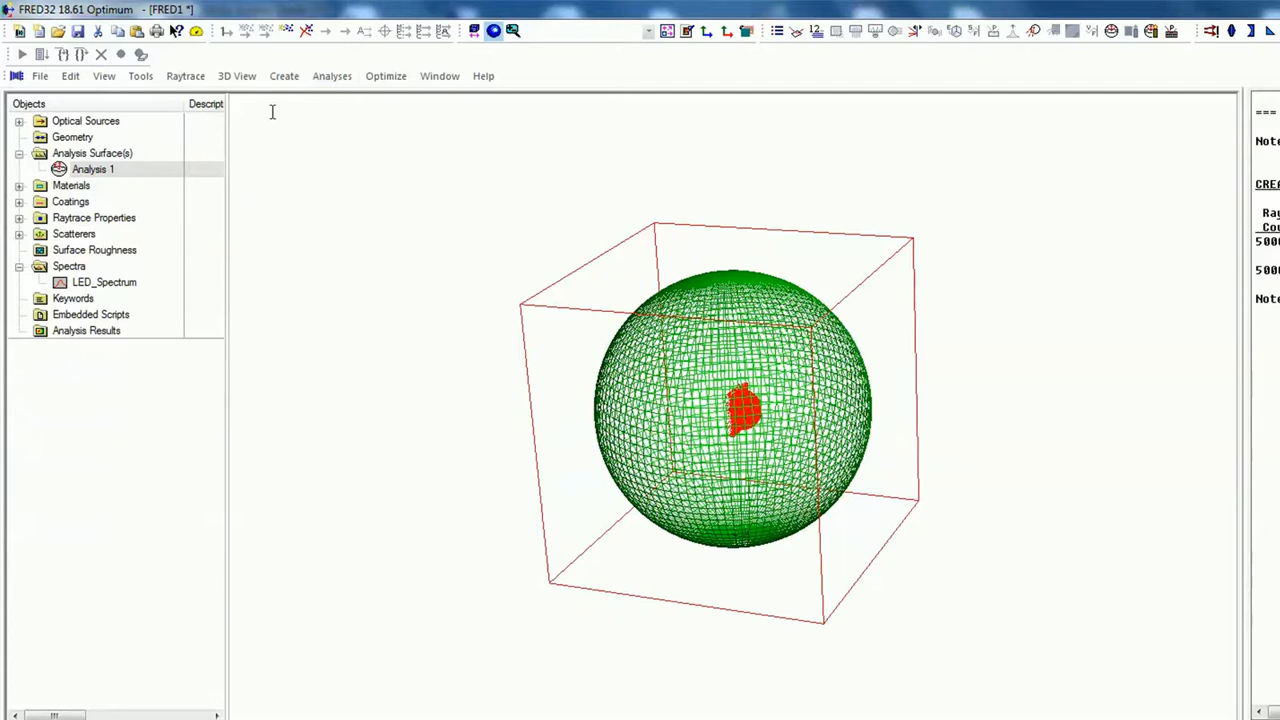 FRED32 18.61 Optimum - [FRED1 *]
File Edit View Tools Raytrace 3D View Create Analyses Optimize Window Help
Objects Descript
Optical Sources
Geometry
Analysis Surface(s)
Analysis 1
Materials
Coatings
Raytrace Properties
Scatterers
Surface Roughness
Spectra
LED_Spectrum
Keywords
Embedded Scripts
Analysis Results
===
Note
CREA
Ray
Cou
5000
5000
Note